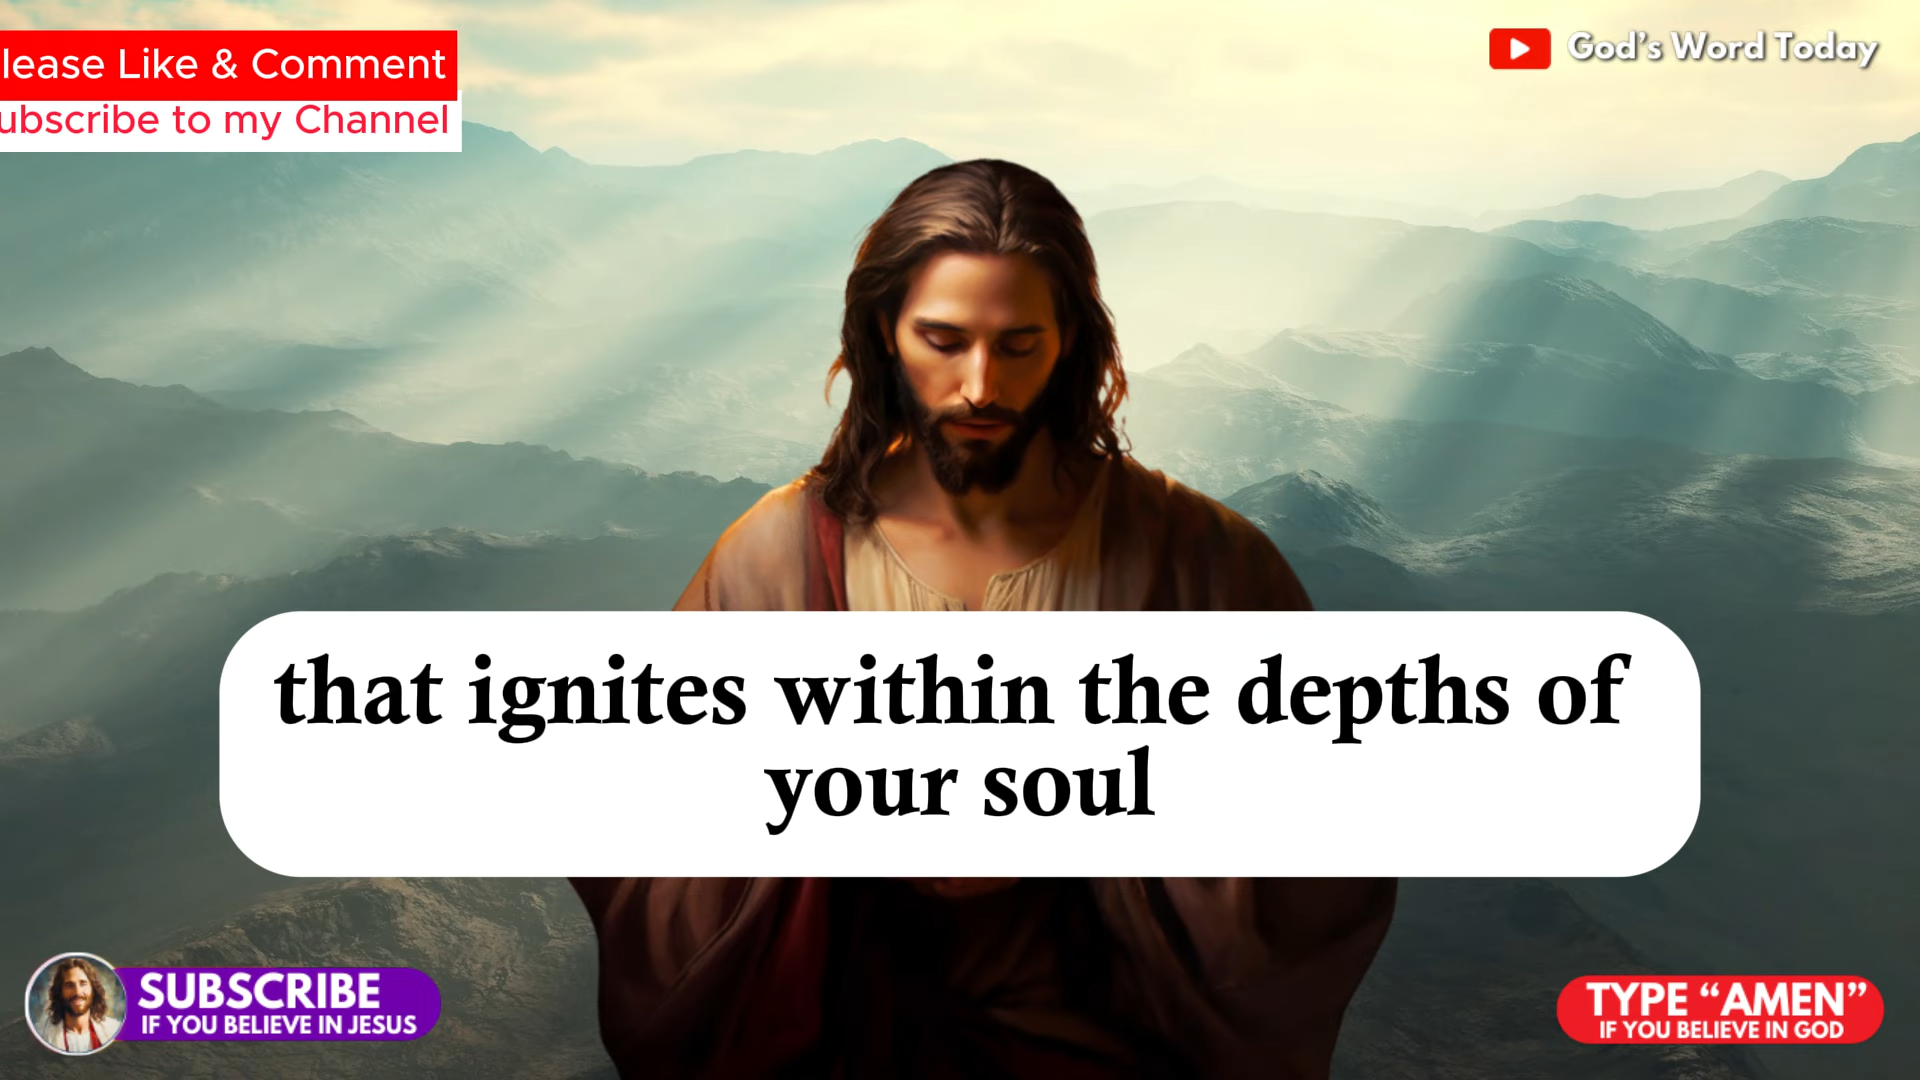 lease Like & Comment
ubscribe to my Channel
God's Word Today
that ignites within the depths of
your soul
SUBSCRIBE
IF YOU BELIEVE IN JESUS
TYPE “AMEN”
IF YOU BELIEVE IN GOD